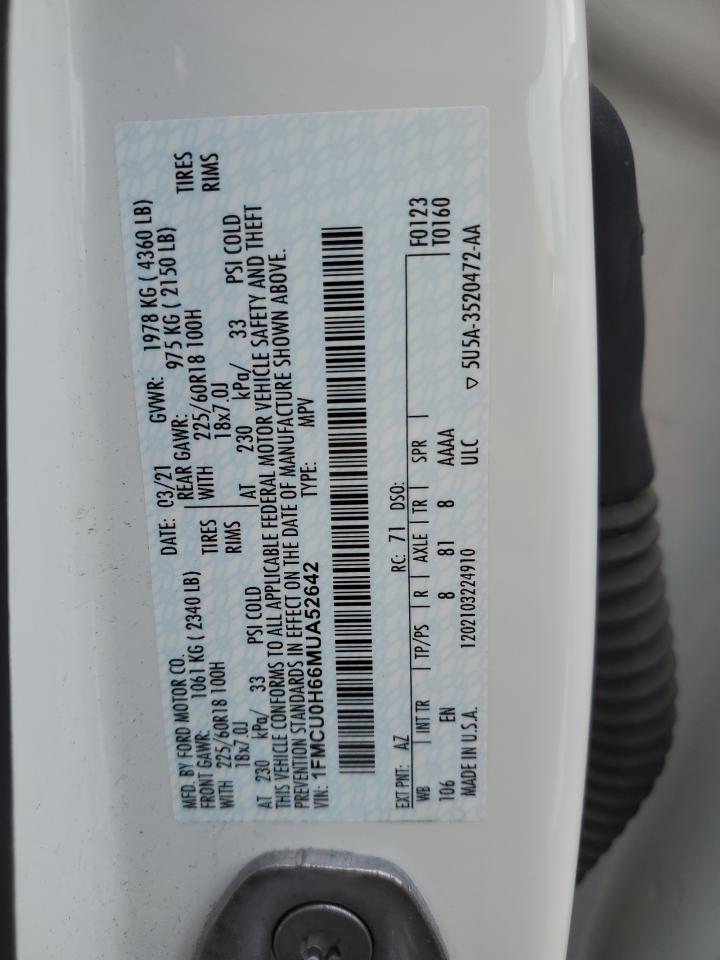 MFD. BY FORD MOTOR CO. DATE: 03/21 GVWR: 1978 KG ( 4360 LB)
FRONT GAWR: 1061 KG ( 2340 LB) REAR GAWR: 975 KG ( 2150 LB)
WITH 225/60R18 100H TIRES WITH 225/60R18 100H TIRES
18x7.0J RIMS 18x7.0J RIMS
AT 230 kPa/ 33 PSI COLD AT 230 kPa/ 33 PSI COLD
THIS VEHICLE CONFORMS TO ALL APPLICABLE FEDERAL MOTOR VEHICLE SAFETY AND THEFT
PREVENTION STANDARDS IN EFFECT ON THE DATE OF MANUFACTURE SHOWN ABOVE.
VIN: 1FMCU0H66MUA52642 TYPE: MPV
EXT PNT: AZ RC: 71 DSO: F0123
WB INT TR TP/PS R AXLE TR SPR T0160
106 EN 8 81 8 AAAA
MADE IN U.S.A. 1202103224910 ULC ▽ 5U5A-3520472-AA